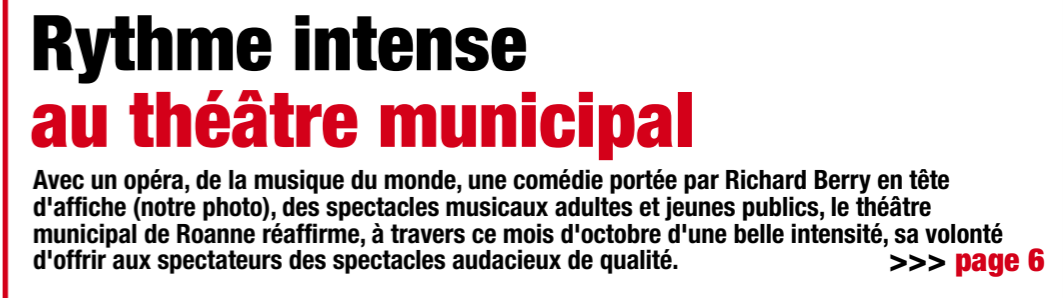 Rythme intense
au théâtre municipal
Avec un opéra, de la musique du monde, une comédie portée par Richard Berry en tête
d'affiche (notre photo), des spectacles musicaux adultes et jeunes publics, le théâtre
municipal de Roanne réaffirme, à travers ce mois d'octobre d'une belle intensité, sa volonté
d'offrir aux spectateurs des spectacles audacieux de qualité. >>> page 6